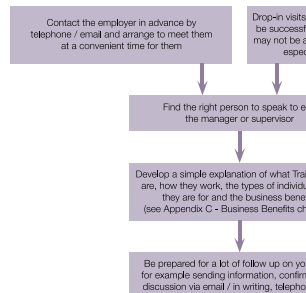 Contact the employer in advance by
telephone / email and arrange to meet them
at a convenient time for them
Drop-in visits
be successf
may not be a
espec
Find the right person to speak to e
the manager or supervisor
Develop a simple explanation of what Trai
are, how they work, the types of individu
they are for and the business bene
(see Appendix C - Business Benefits ch
Be prepared for a lot of follow up on yo
for example sending information, confirm
discussion via email / in writing, telepho